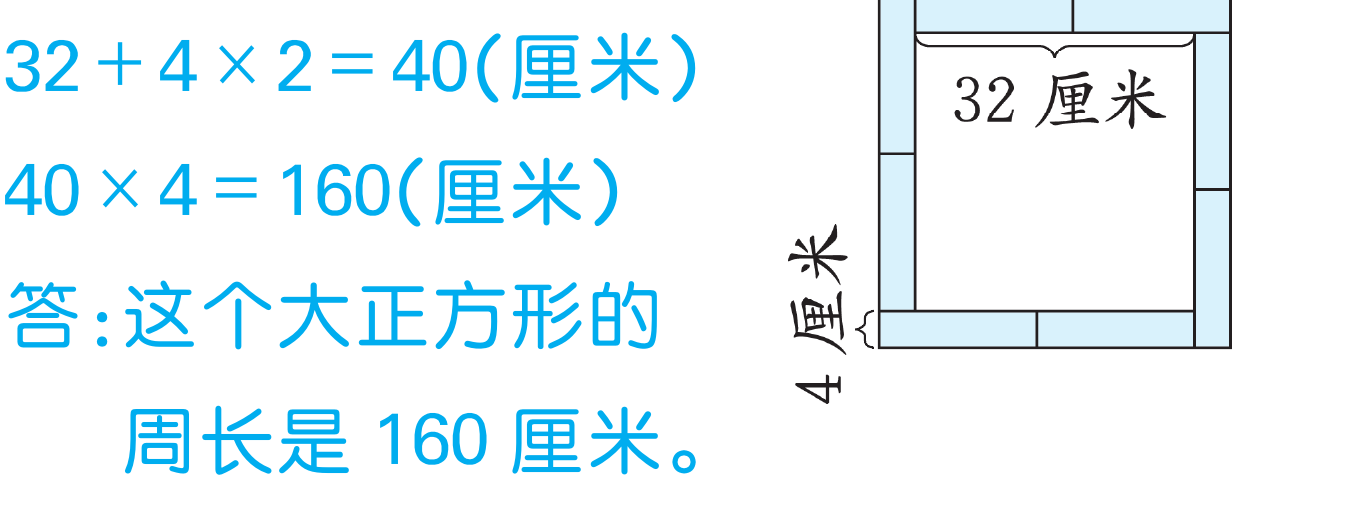 32+4×2=40(厘米)
40×4=160(厘米)
答:这个大正方形的
周长是 160 厘米。
32 厘米
4 厘米